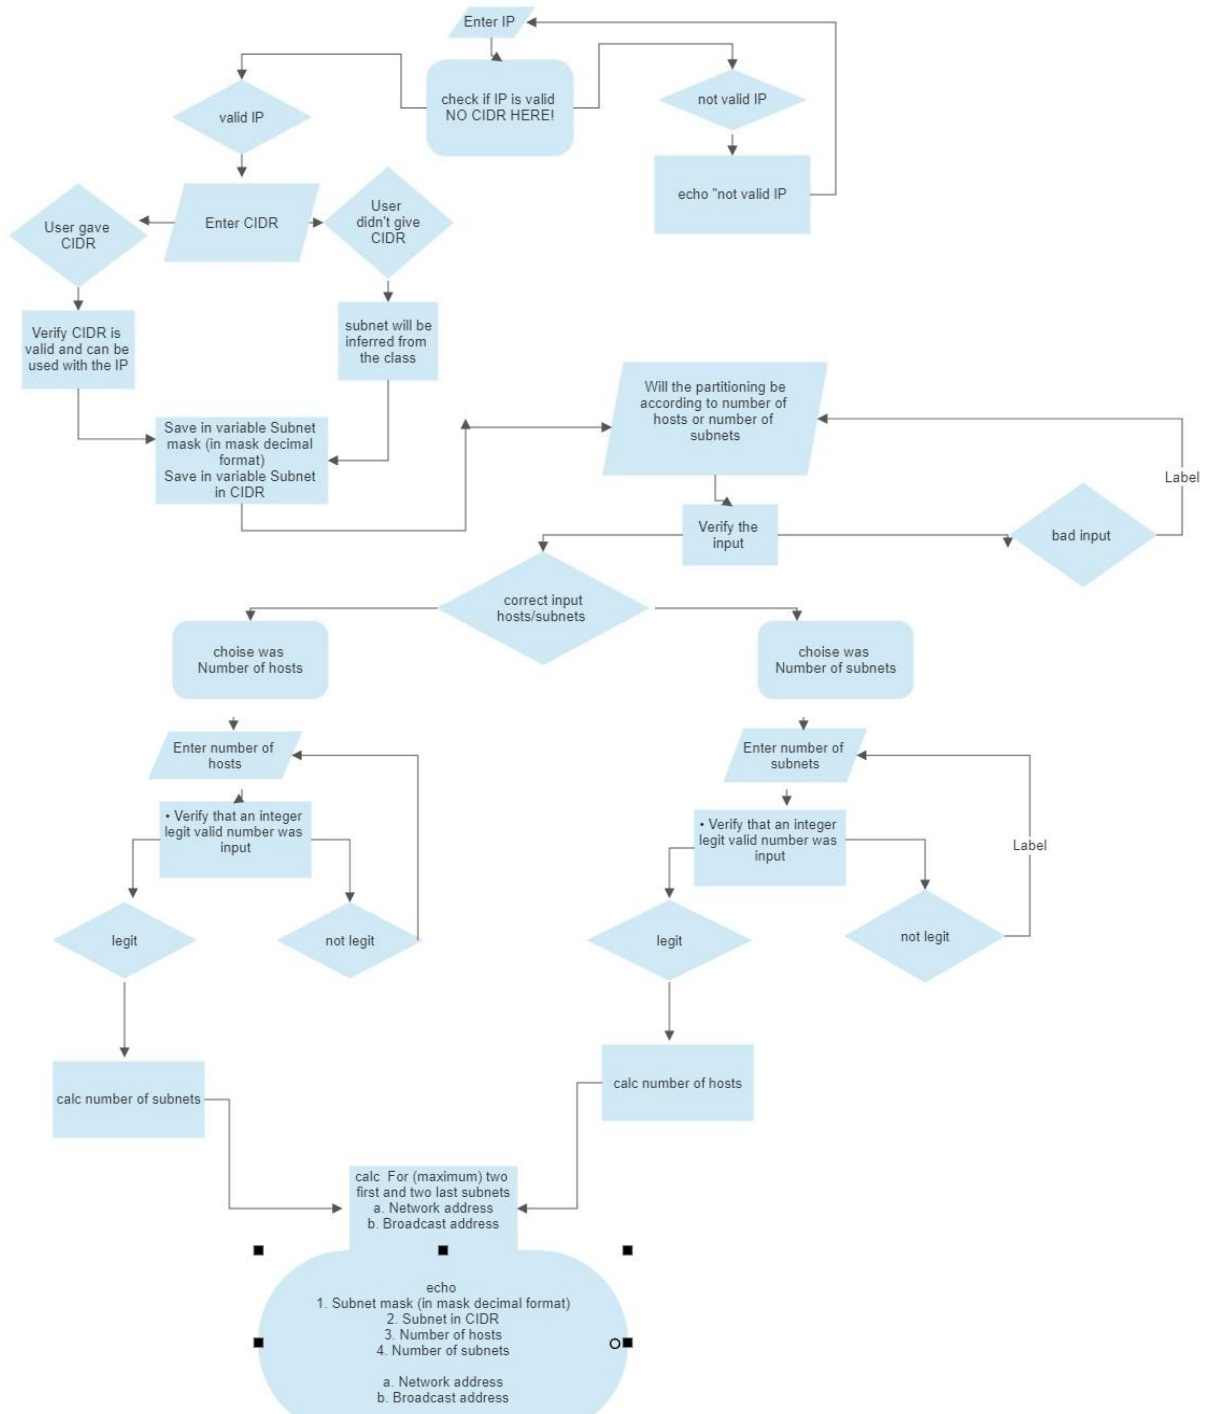 Enter IP
check if IP is valid
NO CIDR HERE!
not valid IP
valid IP
echo "not valid IP
User gave
CIDR
Enter CIDR
User
didn't give
CIDR
Verify CIDR is
valid and can be
used with the IP
subnet will be
inferred from
the class
Save in variable Subnet
mask (in mask decimal
format)
Save in variable Subnet
in CIDR
Will the partitioning be
according to number of
hosts or number of
subnets
Label
Verify the
input
bad input
correct input
hosts/subnets
choise was
Number of hosts
choise was
Number of subnets
Enter number of
hosts
Enter number of
subnets
• Verify that an integer
legit valid number was
input
• Verify that an integer
legit valid number was
input
Label
legit
not legit
legit
not legit
calc number of subnets
calc number of hosts
calc For (maximum) two
first and two last subnets
a. Network address
b. Broadcast address
echo
1. Subnet mask (in mask decimal format)
2. Subnet in CIDR
3. Number of hosts
4. Number of subnets
a. Network address
b. Broadcast address